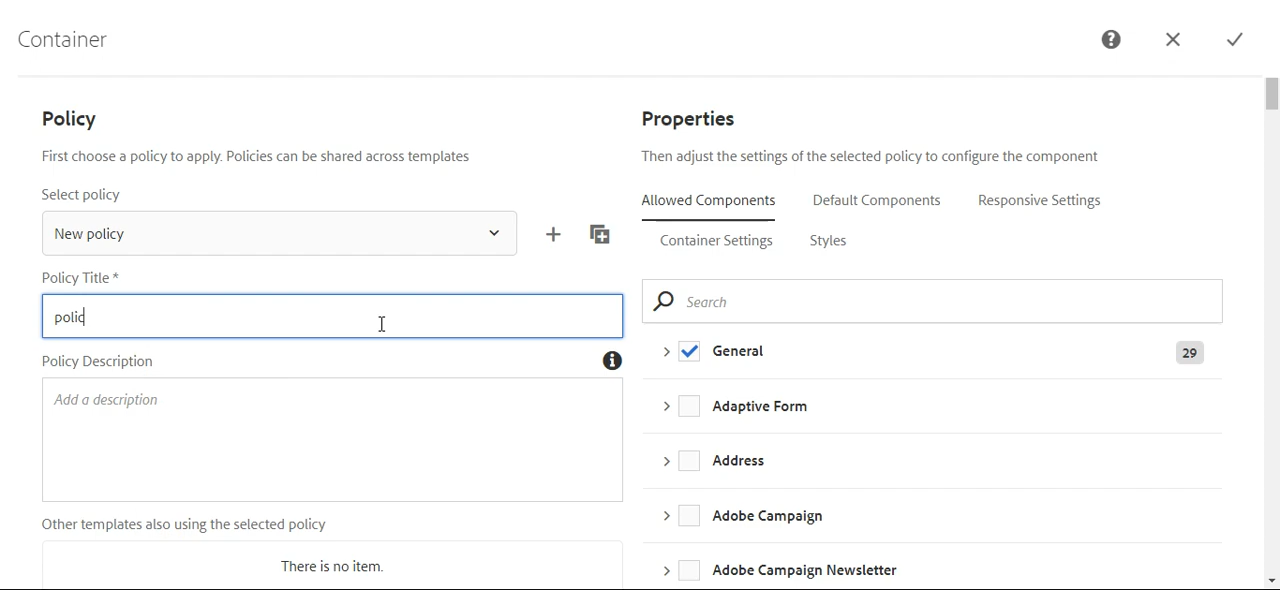 Container
Policy
First choose a policy to apply. Policies can be shared across templates
Select policy
New policy
Policy Title *
polic
Policy Description
Add a description
Other templates also using the selected policy
There is no item.
Properties
Then adjust the settings of the selected policy to configure the component
Allowed Components Default Components Responsive Settings
Container Settings Styles
Search
General 29
Adaptive Form
Address
Adobe Campaign
Adobe Campaign Newsletter